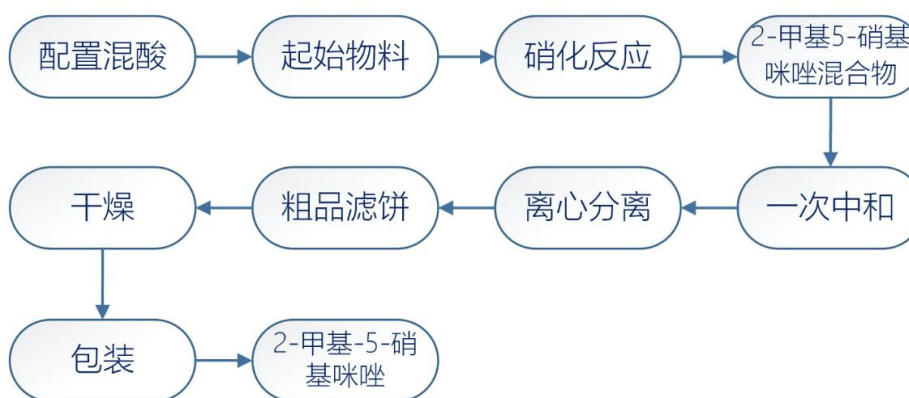 配置混酸
起始物料
硝化反应
2-甲基5-硝基
咪唑混合物
干燥
粗品滤饼
离心分离
一次中和
包装
2-甲基-5-硝
基咪唑